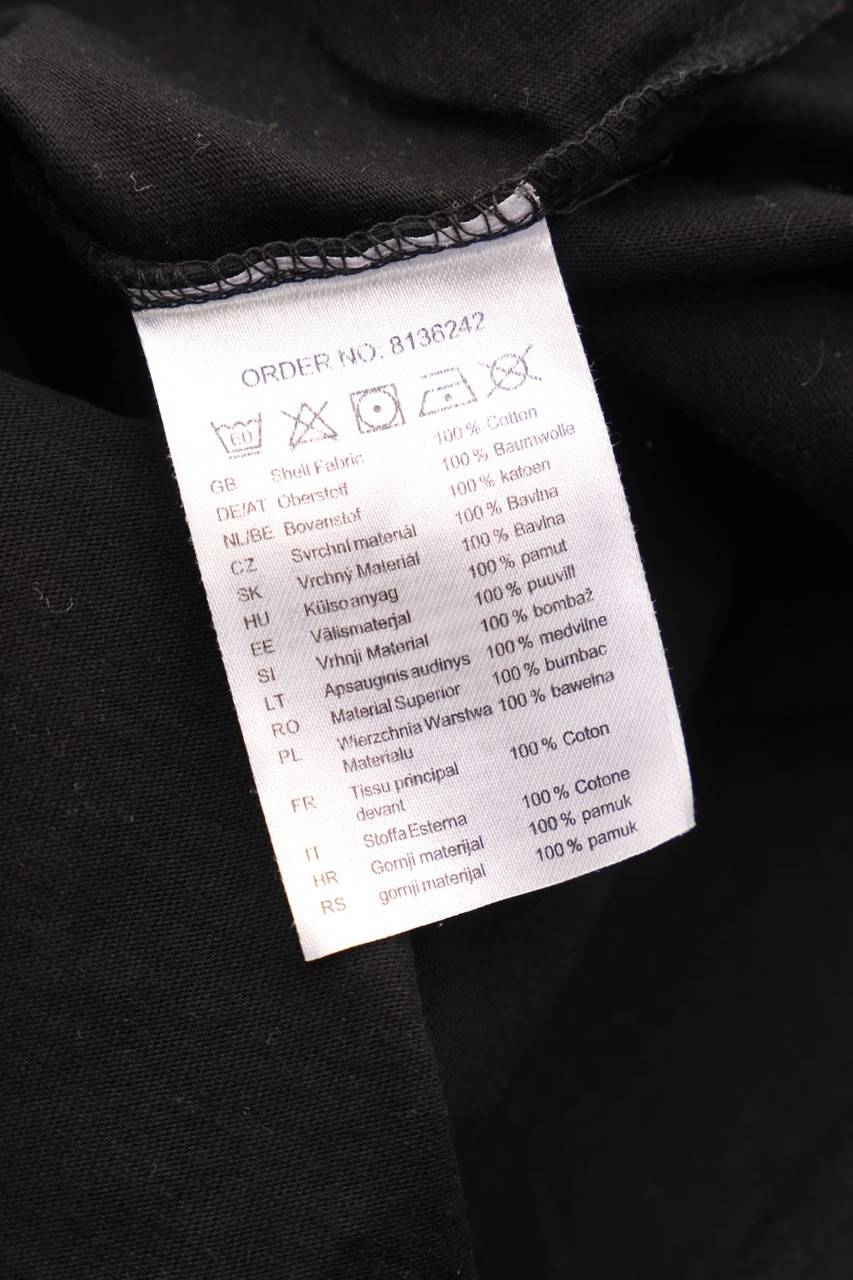 ORDER NO. 8136242
60
GB Shell Fabric 100 % Cotton
DE/AT Oberstoff 100 % Baumwolle
NL/BE Bovenstof 100 % katoen
CZ Svrchní materiál 100 % Bavlna
SK Vrchný Materiál 100 % Bavlna
HU Külso anyag 100 % pamut
EE Välismaterjal 100 % puuvill
SI Vrhnji Material 100 % bombaž
LT Apsauginis audinys 100 % medvilne
RO Material Superior 100 % bumbac
PL Wierzchnia Warstwa 100 % bawełna
Materialu
FR Tissu principal 100 % Coton
devant
IT Stoffa Esterna 100 % Cotone
HR Gornji materijal 100 % pamuk
RS gornji materijal 100 % pamuk